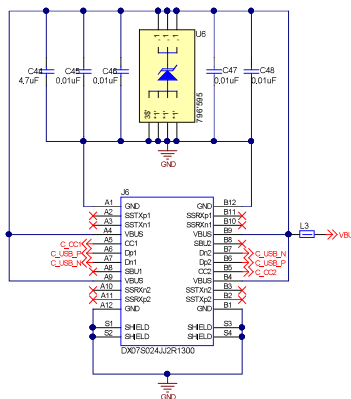 U6
C44
4,7uF
C45
0,01uF
C46
0,01uF
C47
0,01uF
C48
0,01uF
796*595
GND
J6
A1 GND GND B12
A2 SSTXp1 SSRXp1 B11
A3 SSTXn1 SSRXn1 B10
A4 VBUS VBUS B9
L3
VBU
C_CC1 A5 CC1 SBU2 B8
C_USB_P A6 Dp1 Dn2 B7 C_USB_N
C_USB_N A7 Dn1 Dp2 B6 C_USB_P
A8 SBU1 CC2 B5 C_CC2
A9 VBUS VBUS B4
A10 SSRXn2 SSTXn2 B3
A11 SSRXp2 SSTXp2 B2
A12 GND GND B1
S1 SHIELD SHIELD S3
S2 SHIELD SHIELD S4
DX07S024JJ2R1300
GND